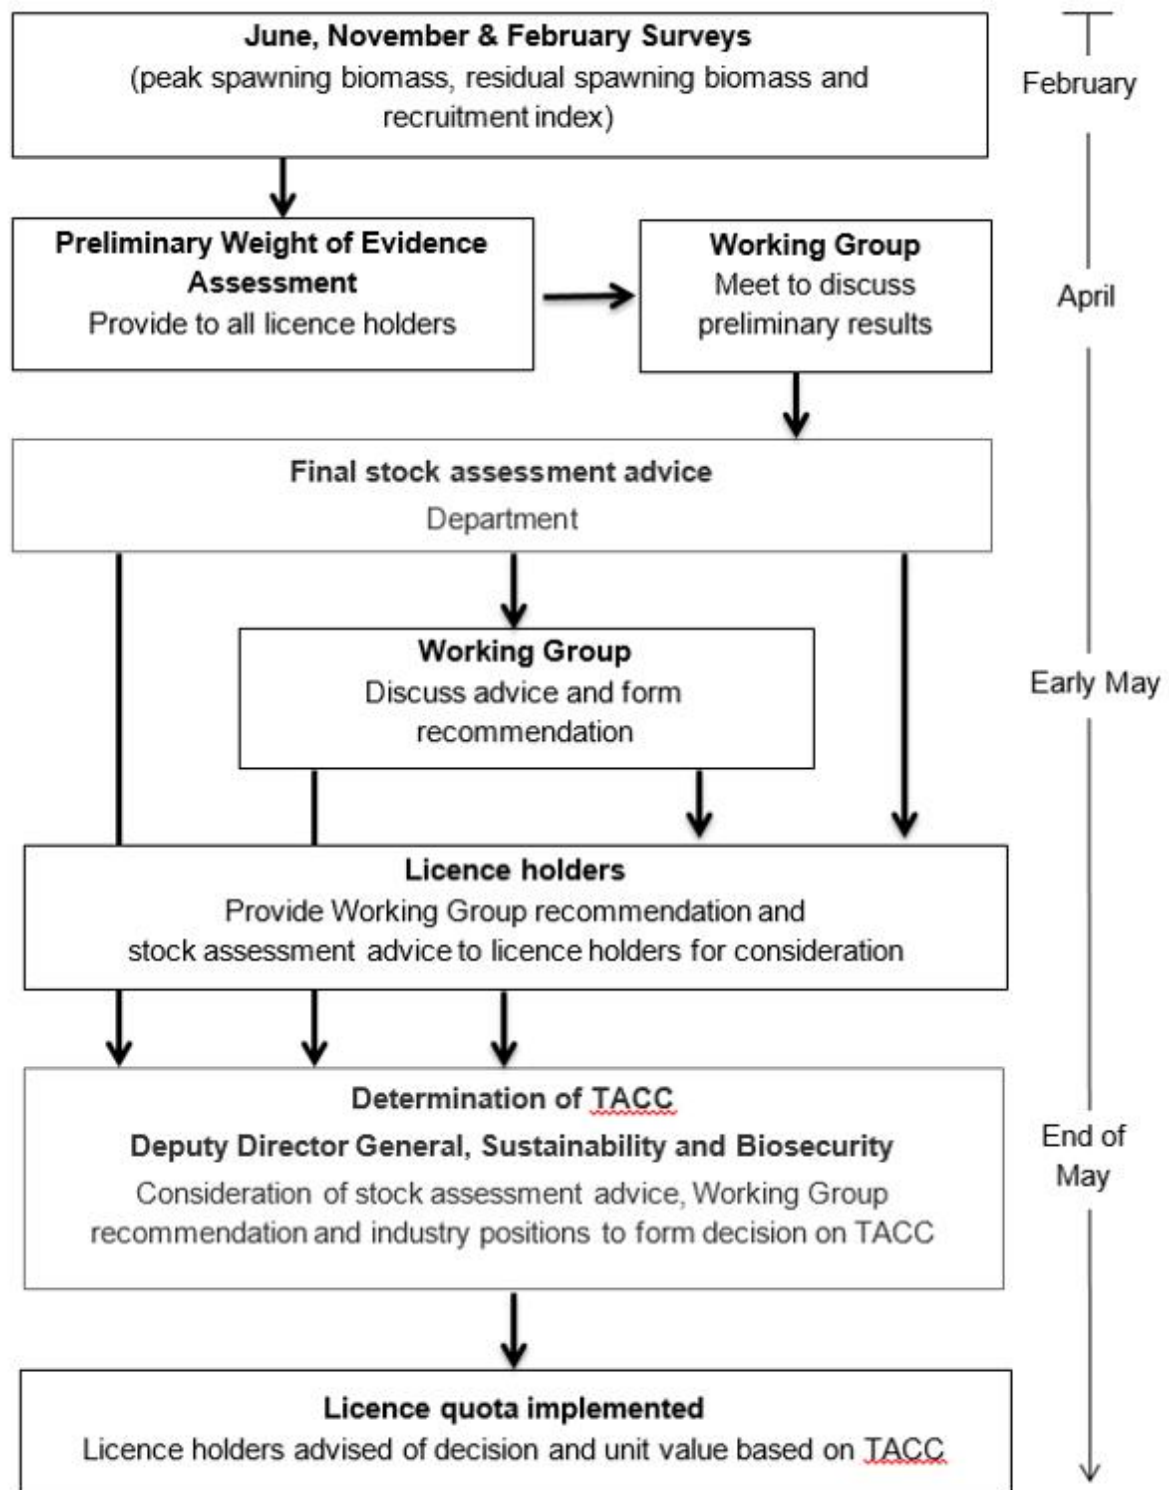 June, November & February Surveys
(peak spawning biomass, residual spawning biomass and
recruitment index)
February
Preliminary Weight of Evidence
Assessment
Provide to all licence holders
Working Group
Meet to discuss
preliminary results
April
Final stock assessment advice
Department
Working Group
Discuss advice and form
recommendation
Early May
Licence holders
Provide Working Group recommendation and
stock assessment advice to licence holders for consideration
Determination of TACC
Deputy Director General, Sustainability and Biosecurity
Consideration of stock assessment advice, Working Group
recommendation and industry positions to form decision on TACC
End of
May
Licence quota implemented
Licence holders advised of decision and unit value based on TACC